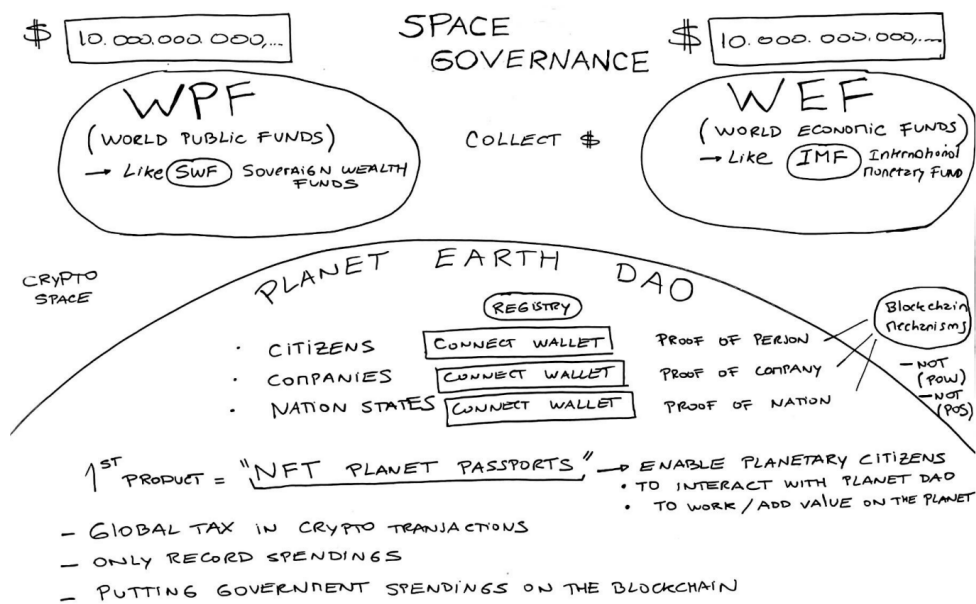 SPACE
GOVERNANCE
$ 10.000.000.000,...
WPF
(WORLD PUBLIC FUNDS)
→ Like SWF SOVERAIGN WEALTH
FUNDS
COLLECT $
$ 10.000.000.000,...
WEF
(WORLD ECONOMIC FUNDS)
→ Like IMF International
Monetary Fund
CRYPTO
SPACE
PLANET EARTH DAO
REGISTRY
Blockchain
Mechanisms
· CITIZENS CONNECT WALLET PROOF OF PERSON
· COMPANIES CONNECT WALLET PROOF OF COMPANY
· NATION STATES CONNECT WALLET PROOF OF NATION
- NOT
(POW)
- NOT
(POS)
1ST PRODUCT = "NFT PLANET PASSPORTS" → ENABLE PLANETARY CITIZENS
· TO INTERACT WITH PLANET DAO
· TO WORK / ADD VALUE ON THE PLANET
- GLOBAL TAX IN CRYPTO TRANSACTIONS
- ONLY RECORD SPENDINGS
- PUTTING GOVERNMENT SPENDINGS ON THE BLOCKCHAIN